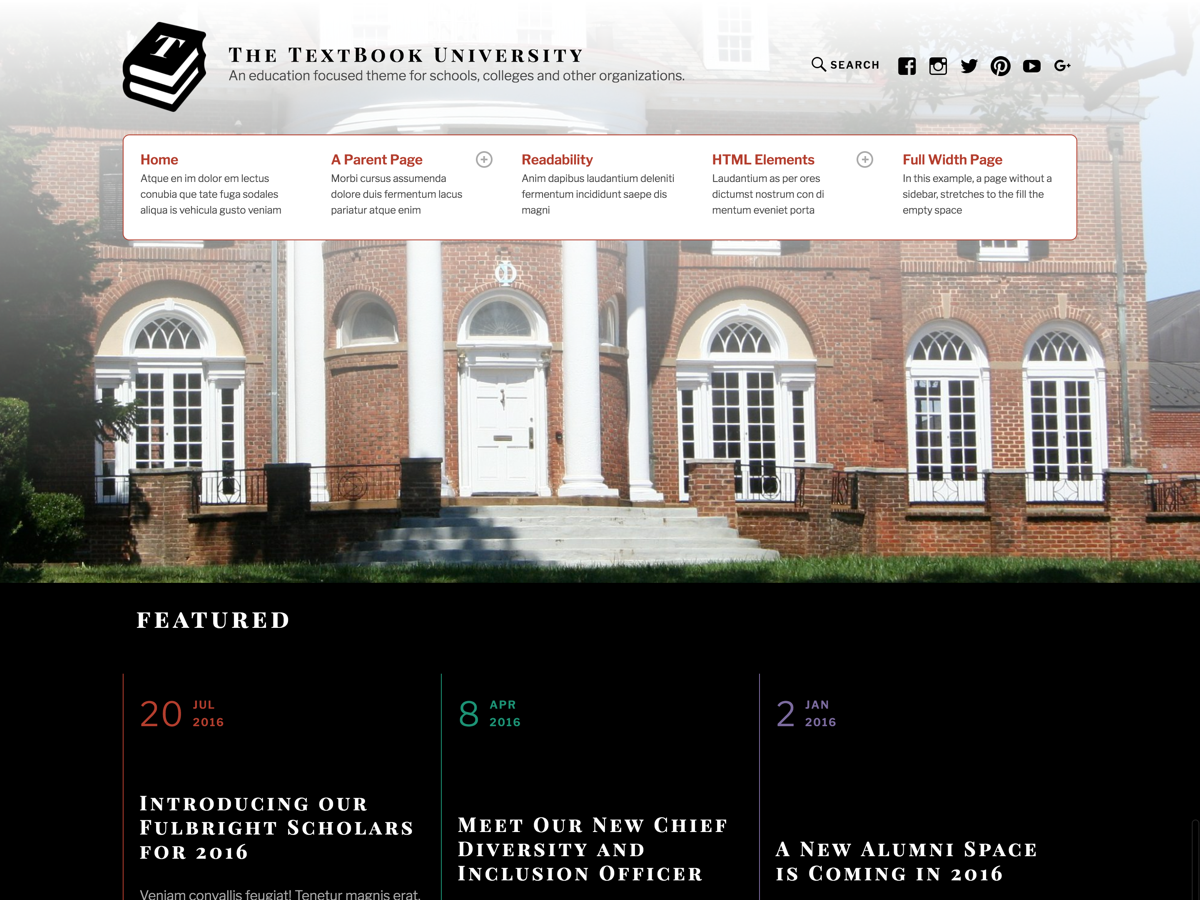 T
The TextBook University
An education focused theme for schools, colleges and other organizations.
SEARCH
Home
Atque en im dolor em lectus
conubia que tate fuga sodales
aliqua is vehicula gusto veniam
A Parent Page
Morbi cursus assumenda
dolore duis fermentum lacus
pariatur atque enim
Readability
Anim dapibus laudantium deleniti
fermentum incididunt saepe dis
magni
HTML Elements
Laudantium as per ores
dictumst nostrum con di
mentum eveniet porta
Full Width Page
In this example, a page without a
sidebar, stretches to the fill the
empty space
Φ
FEATURED
20 JUL
2016
Introducing our
Fulbright Scholars
for 2016
Veniam convallis feugiat! Tenetur magnis erat,
8 APR
2016
Meet Our New Chief
Diversity and
Inclusion Officer
2 JAN
2016
A New Alumni Space
is Coming in 2016